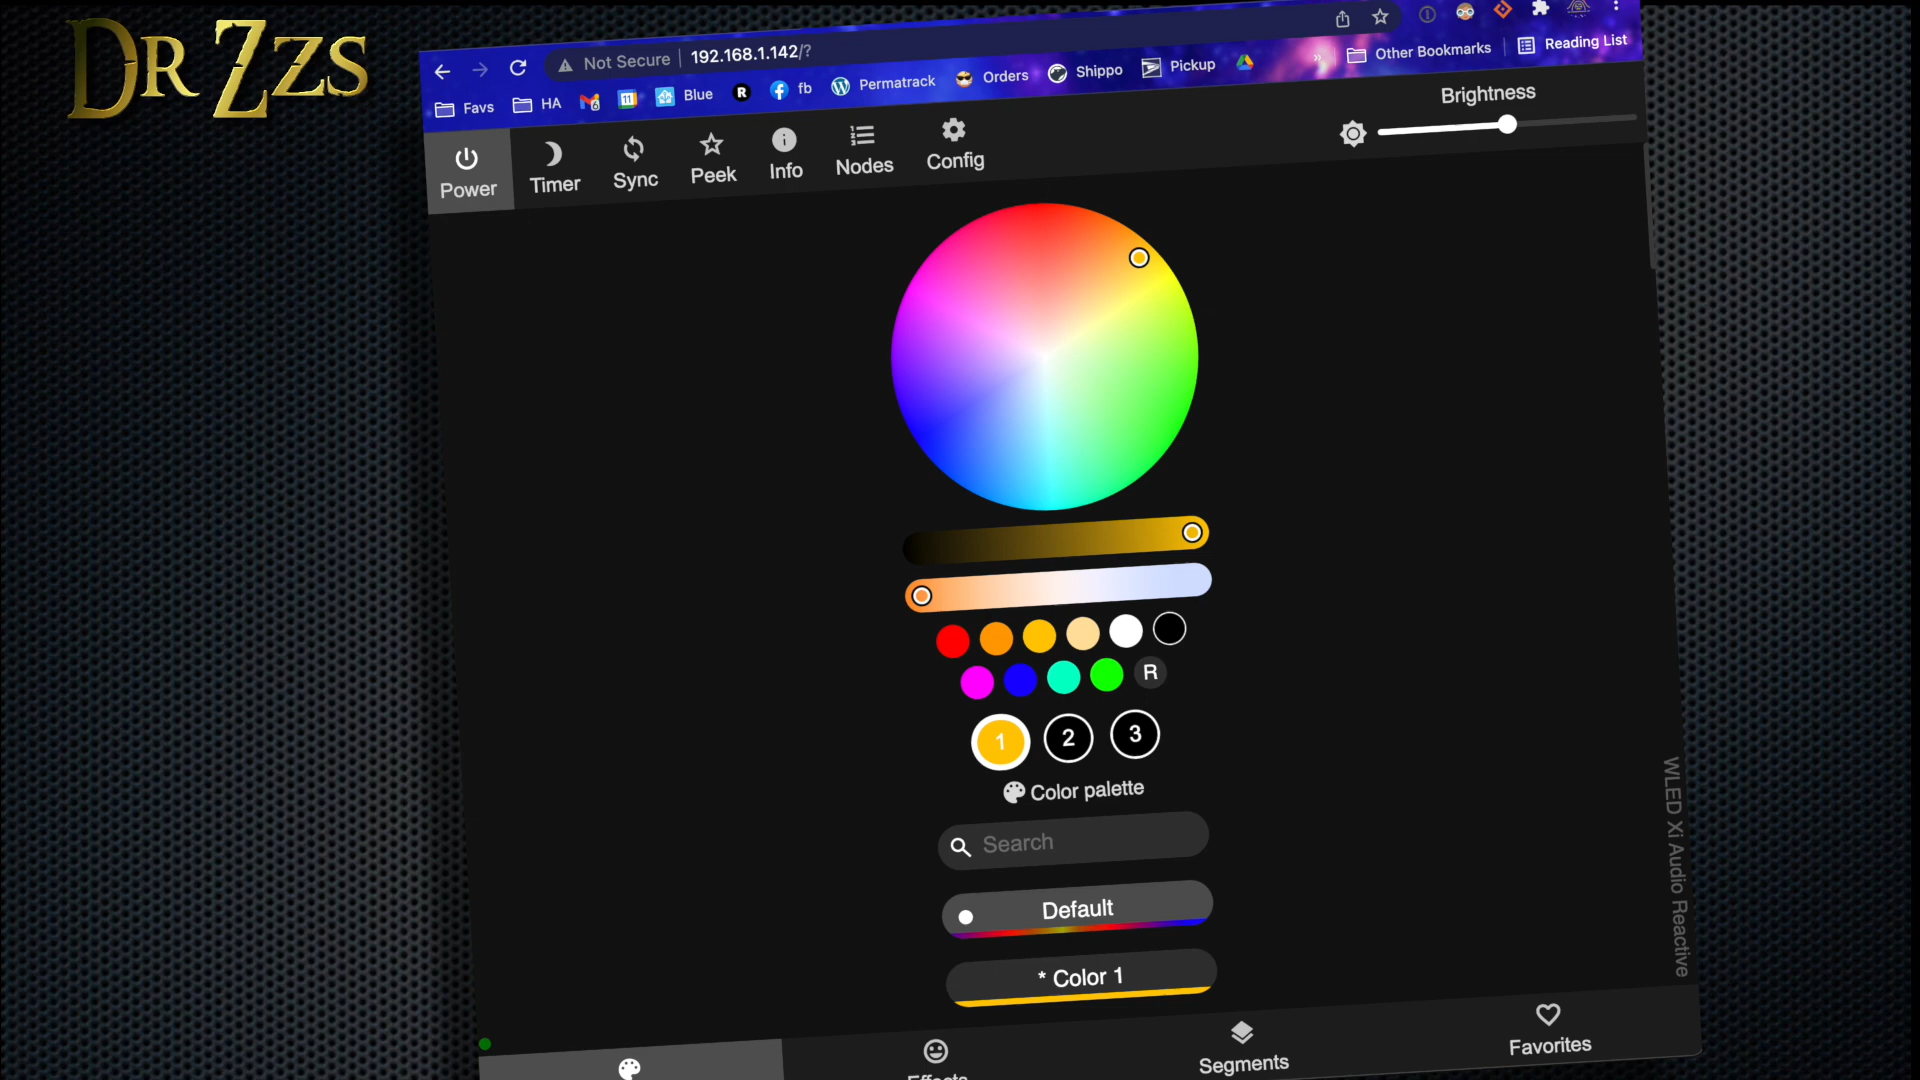 DR ZZS
Not Secure | 192.168.1.142/?
Favs HA 11 Blue R fb Permatrack Orders Shippo Pickup » Other Bookmarks Reading List
Power Timer Sync Peek Info Nodes Config
Brightness
R
1 2 3
Color palette
Search
Default
* Color 1
WLED Xi Audio Reactive
Effects Segments Favorites